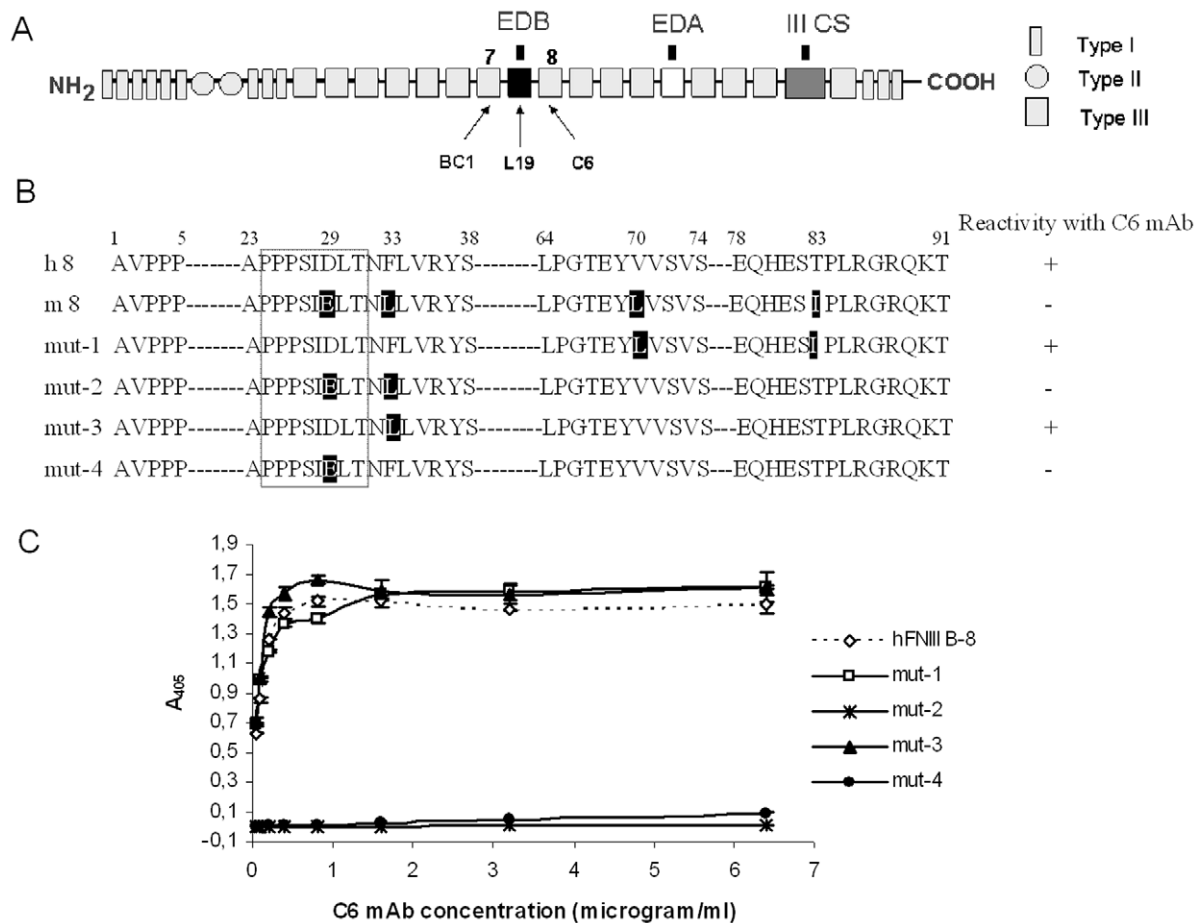 A
EDB
EDA
III CS
7
8
NH2
COOH
BC1
L19
C6
Type I
Type II
Type III
B
Reactivity with C6 mAb
1 5 23 29 33 38 64 70 74 78 83 91
h 8 AVPPP-------APPPSIDLTNFLVRYS--------LPGTEYVVSVS---EQHESTPLRGRQKT +
m 8 AVPPP-------APPPSIELTNLLVRYS--------LPGTEYLVSVS---EQHESIPLRGRQKT -
mut-1 AVPPP-------APPPSIDLTNFLVRYS--------LPGTEYLVSVS---EQHESIPLRGRQKT +
mut-2 AVPPP-------APPPSIELTNLLVRYS--------LPGTEYVVSVS---EQHESTPLRGRQKT -
mut-3 AVPPP-------APPPSIDLTNLLVRYS--------LPGTEYVVSVS---EQHESTPLRGRQKT +
mut-4 AVPPP-------APPPSIELTNFLVRYS--------LPGTEYVVSVS---EQHESTPLRGRQKT -
C
1,9
1,7
1,5
1,3
1,1
0,9
0,7
0,5
0,3
0,1
-0,1
A405
0 1 2 3 4 5 6 7
C6 mAb concentration (microgram/ml)
hFNIII B-8
mut-1
mut-2
mut-3
mut-4